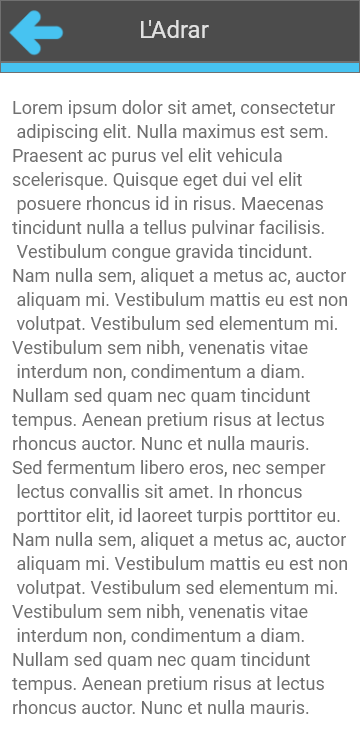 L'Adrar
Lorem ipsum dolor sit amet, consectetur
adipiscing elit. Nulla maximus est sem.
Praesent ac purus vel elit vehicula
scelerisque. Quisque eget dui vel elit
posuere rhoncus id in risus. Maecenas
tincidunt nulla a tellus pulvinar facilisis.
Vestibulum congue gravida tincidunt.
Nam nulla sem, aliquet a metus ac, auctor
aliquam mi. Vestibulum mattis eu est non
volutpat. Vestibulum sed elementum mi.
Vestibulum sem nibh, venenatis vitae
interdum non, condimentum a diam.
Nullam sed quam nec quam tincidunt
tempus. Aenean pretium risus at lectus
rhoncus auctor. Nunc et nulla mauris.
Sed fermentum libero eros, nec semper
lectus convallis sit amet. In rhoncus
porttitor elit, id laoreet turpis porttitor eu.
Nam nulla sem, aliquet a metus ac, auctor
aliquam mi. Vestibulum mattis eu est non
volutpat. Vestibulum sed elementum mi.
Vestibulum sem nibh, venenatis vitae
interdum non, condimentum a diam.
Nullam sed quam nec quam tincidunt
tempus. Aenean pretium risus at lectus
rhoncus auctor. Nunc et nulla mauris.